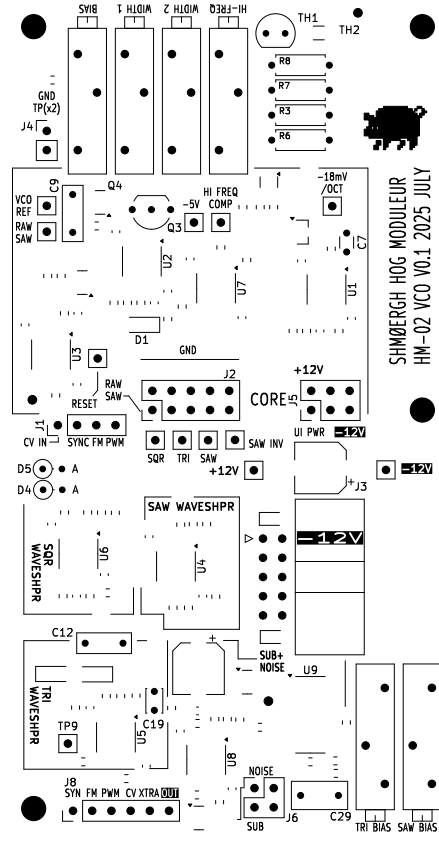 BIAS
WIDTH 1
WIDTH 2
HI-FREQ
TH1
TH2
R8
R7
R3
R6
GND
TP(x2)
J4
C9
Q4
VCO
REF
RAW
SAW
Q3
-5V
HI FREQ
COMP
-18mV
/OCT
C7
U2
U7
U1
SHMØERGH HOG MODULEUR
HM-02 VCO V0.1 2025 JULY
D1
U3
GND
RESET
RAW
SAW
J2
+12V
CORE
J5
J1
CV IN
SYNC FM PWM
SQR
TRI
SAW
SAW INV
UI PWR
-12V
+12V
-12V
J3
D5
A
D4
A
SAW WAVESHPR
SQR
WAVESHPR
U6
U4
-12V
+
+
C12
SUB+
NOISE
U9
TRI
WAVESHPR
TP9
C19
U5
U8
J8
SYN FM PWM CV XTRA OUT
NOISE
SUB
J6
C29
TRI BIAS
SAW BIAS